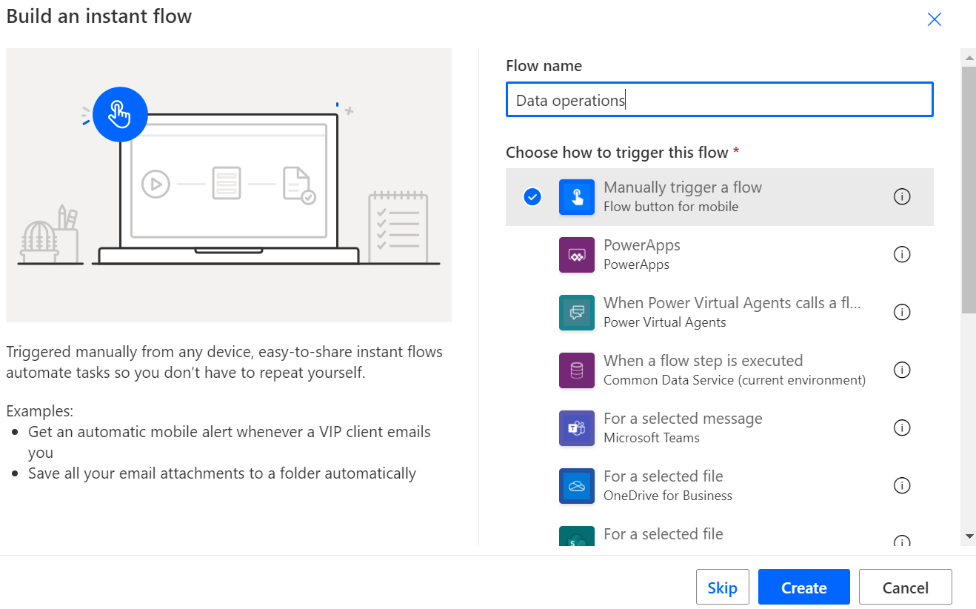 Build an instant flow
Triggered manually from any device, easy-to-share instant flows
automate tasks so you don't have to repeat yourself.
Examples:
• Get an automatic mobile alert whenever a VIP client emails
you
• Save all your email attachments to a folder automatically
Flow name
Data operations
Choose how to trigger this flow *
Manually trigger a flow
Flow button for mobile
PowerApps
PowerApps
When Power Virtual Agents calls a fl...
Power Virtual Agents
When a flow step is executed
Common Data Service (current environment)
For a selected message
Microsoft Teams
For a selected file
OneDrive for Business
For a selected file
Skip
Create
Cancel